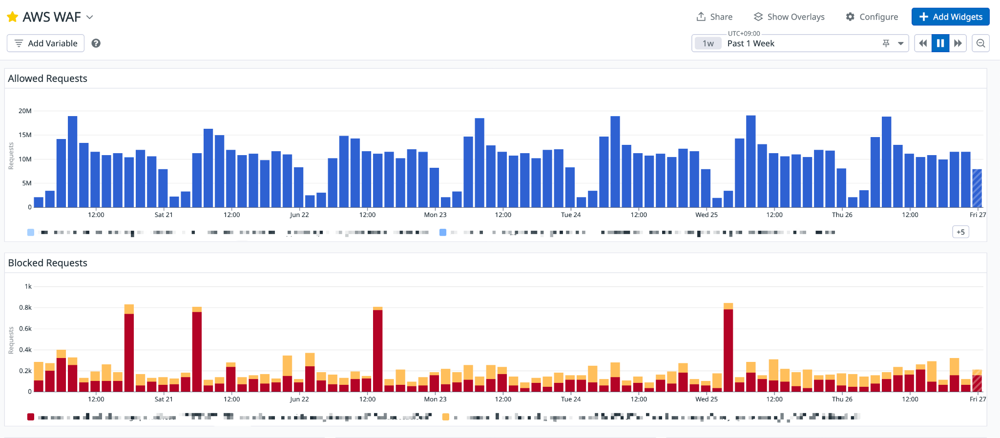 AWS WAF
Share Show Overlays Configure + Add Widgets
Add Variable ?
UTC+09:00
1w Past 1 Week
Allowed Requests
Requests
20M
15M
10M
5M
0
12:00 Sat 21 12:00 Jun 22 12:00 Mon 23 12:00 Tue 24 12:00 Wed 25 12:00 Thu 26 12:00 Fri 27
+5
Blocked Requests
Requests
1k
0.8k
0.6k
0.4k
0.2k
0
12:00 Sat 21 12:00 Jun 22 12:00 Mon 23 12:00 Tue 24 12:00 Wed 25 12:00 Thu 26 12:00 Fri 27